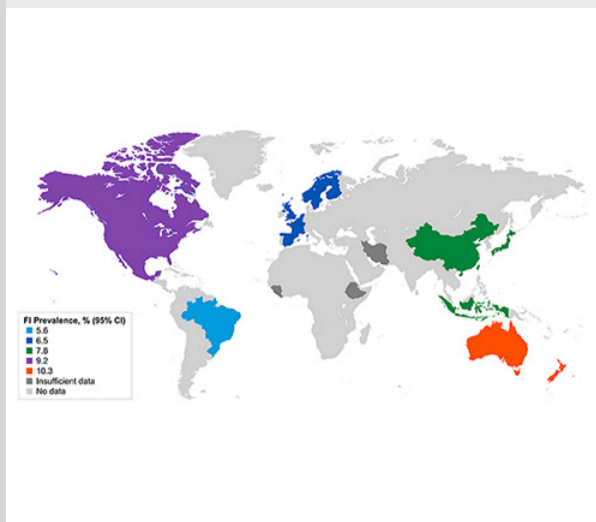 FI Prevalence, % (95% CI)
5.6
6.5
7.8
9.2
10.3
Insufficient data
No data